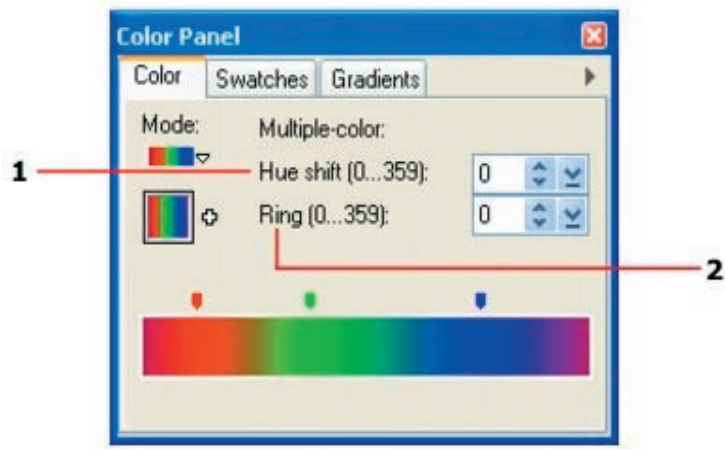 Color Panel
Color Swatches Gradients
Mode: Multiple-color:
1 Hue shift (0...359): 0
Ring (0...359): 0
2